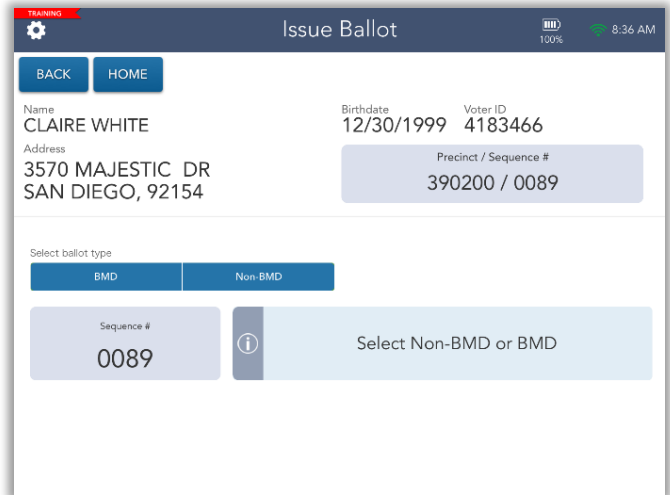 TRAINING
Issue Ballot
100%
8:36 AM
BACK HOME
Name
CLAIRE WHITE
Birthdate Voter ID
12/30/1999 4183466
Address
3570 MAJESTIC DR
SAN DIEGO, 92154
Precinct / Sequence #
390200 / 0089
Select ballot type
BMD Non-BMD
Sequence #
0089
Select Non-BMD or BMD